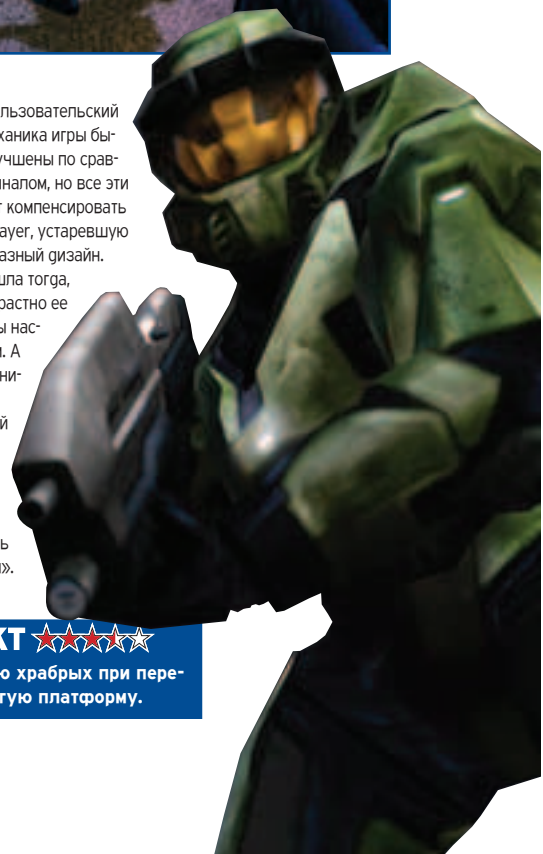 льзовательский
ханика игры бы-
учшены по срав-
иналом, но все эти
т компенсировать
ayer, устаревшую
азный дизайн.
шла тогда,
растно ее
ы нас-
. А
ни-
й
ь
».
КТ
ю храбрых при пере-
тую платформу.